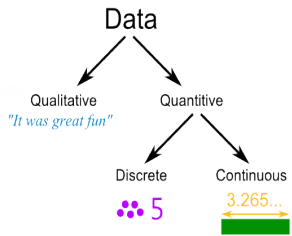 Data
Qualitative
Quantitive
"It was great fun"
Discrete
Continuous
5
3.265...